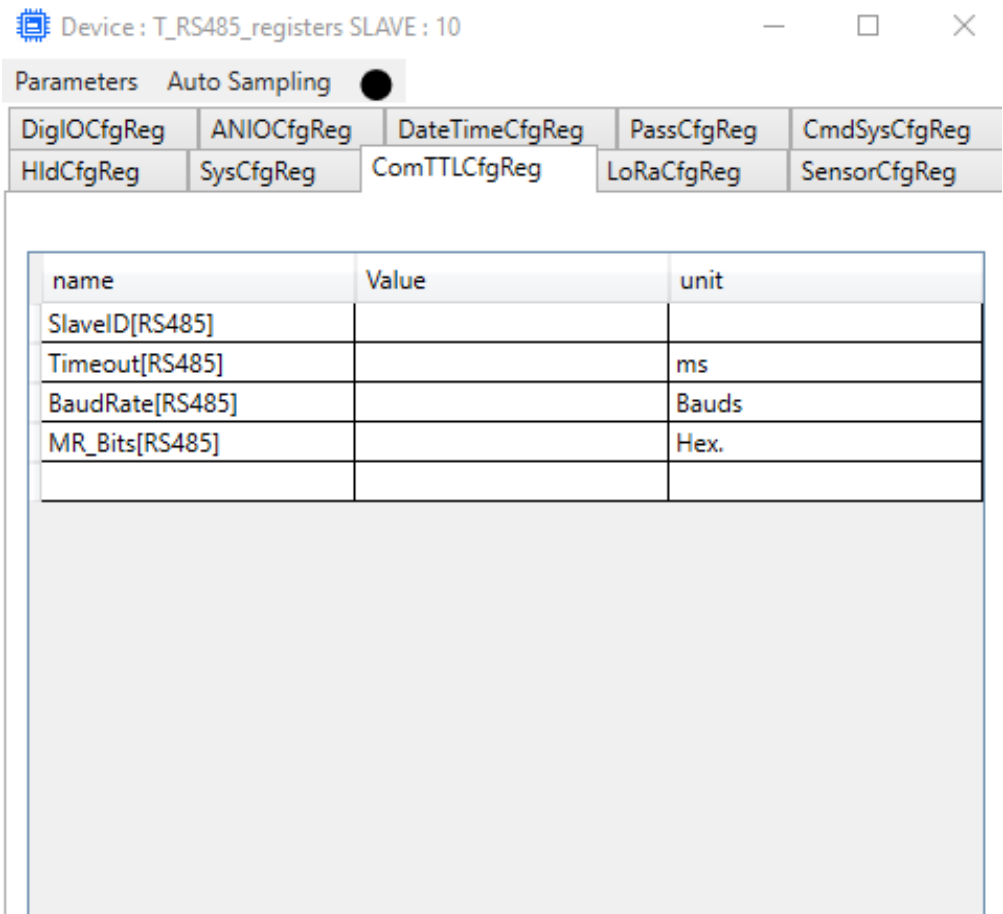 Device : T_RS485_registers SLAVE : 10
Parameters Auto Sampling
DigIOCfgReg ANIOCfgReg DateTimeCfgReg PassCfgReg CmdSysCfgReg
HldCfgReg SysCfgReg ComTTLCfgReg LoRaCfgReg SensorCfgReg
name Value unit
SlaveID[RS485]
Timeout[RS485] ms
BaudRate[RS485] Bauds
MR_Bits[RS485] Hex.